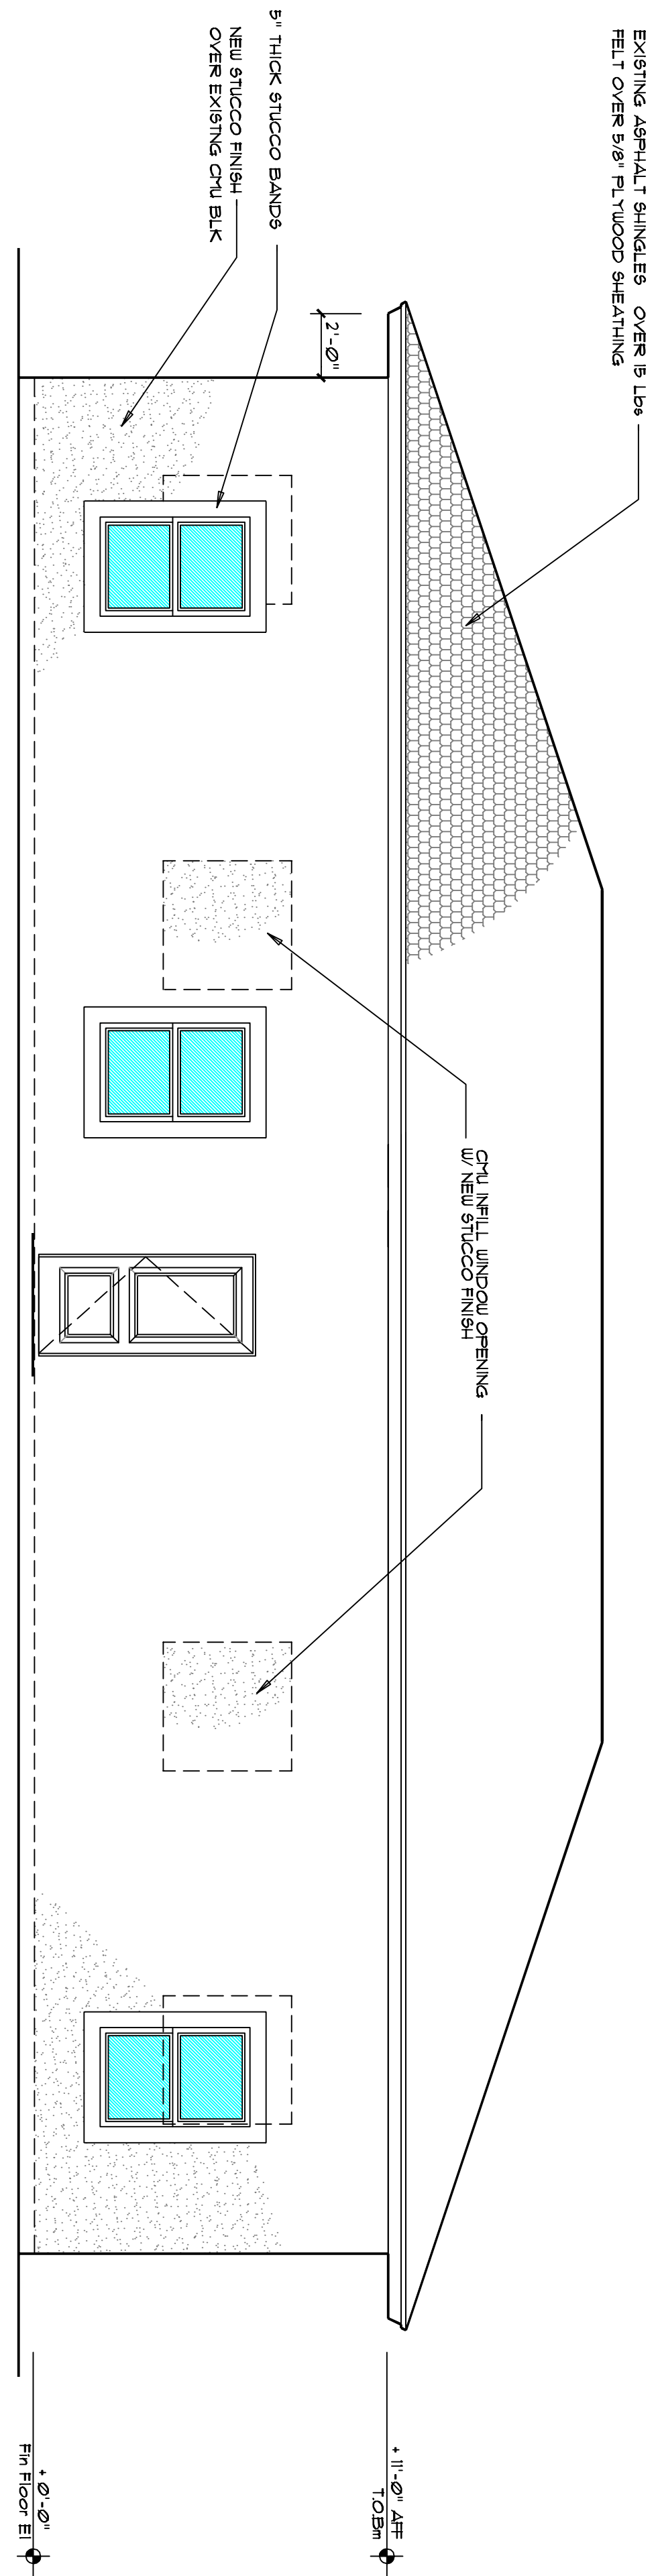 EXISTING ASPHALT SHINGLES OVER 15 Lbs
FELT OVER 5/8" PLYWOOD SHEATHING
5" THICK STUCCO BANDS
NEW STUCCO FINISH
OVER EXISTNG CMU BLK
2'-0"
CMU INFILL WINDOW OPENING
W/ NEW STUCCO FINISH
+ 11'-0" AFF
T.O.Bm
+ 0'-0"
Fin Floor El